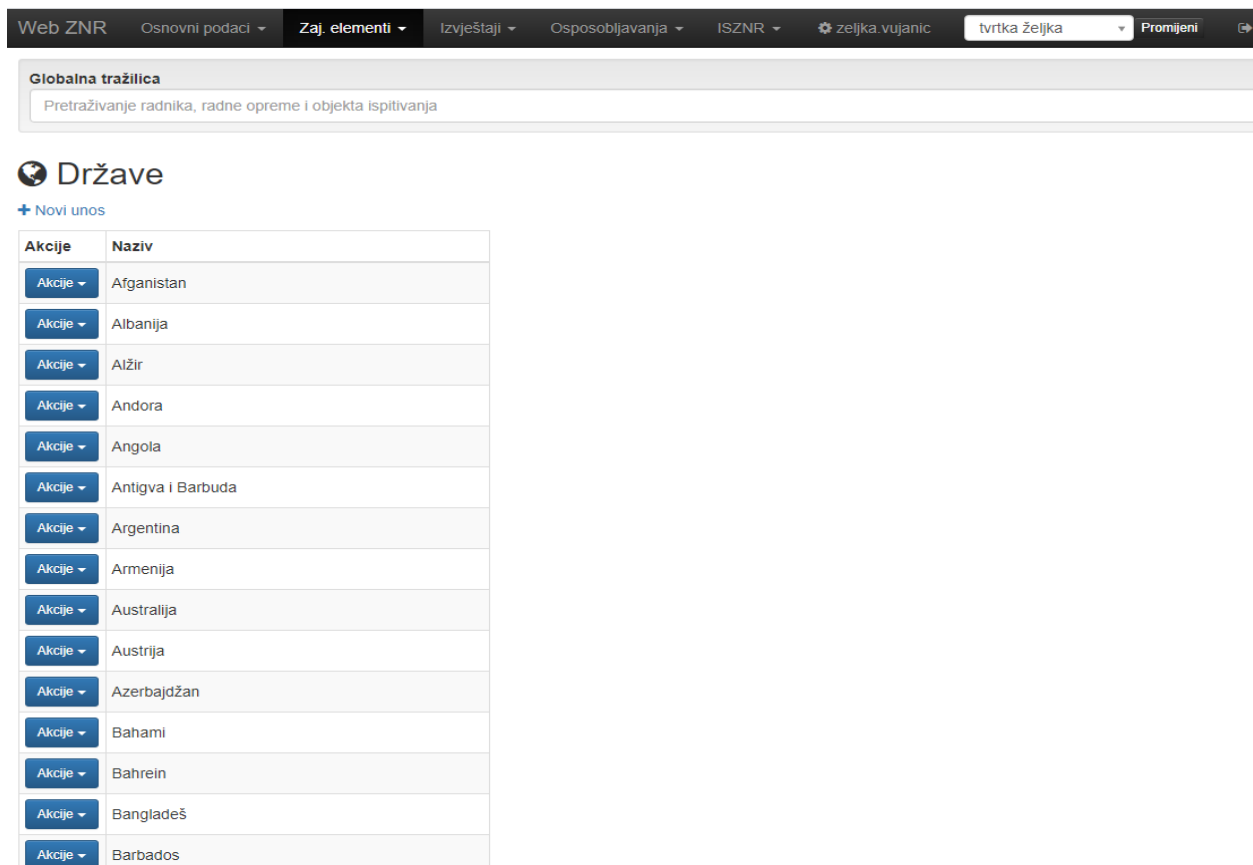 Web ZNR Osnovni podaci Zaj. elementi Izvještaji Osposobljavanja ISZNR zeljka.vujanic tvrtka željka Promijeni
Globalna tražilica
Pretraživanje radnika, radne opreme i objekta ispitivanja
Države
+ Novi unos
Akcije Naziv
Akcije Afganistan
Akcije Albanija
Akcije Alžir
Akcije Andora
Akcije Angola
Akcije Antigva i Barbuda
Akcije Argentina
Akcije Armenija
Akcije Australija
Akcije Austrija
Akcije Azerbajdžan
Akcije Bahami
Akcije Bahrein
Akcije Bangladeš
Akcije Barbados